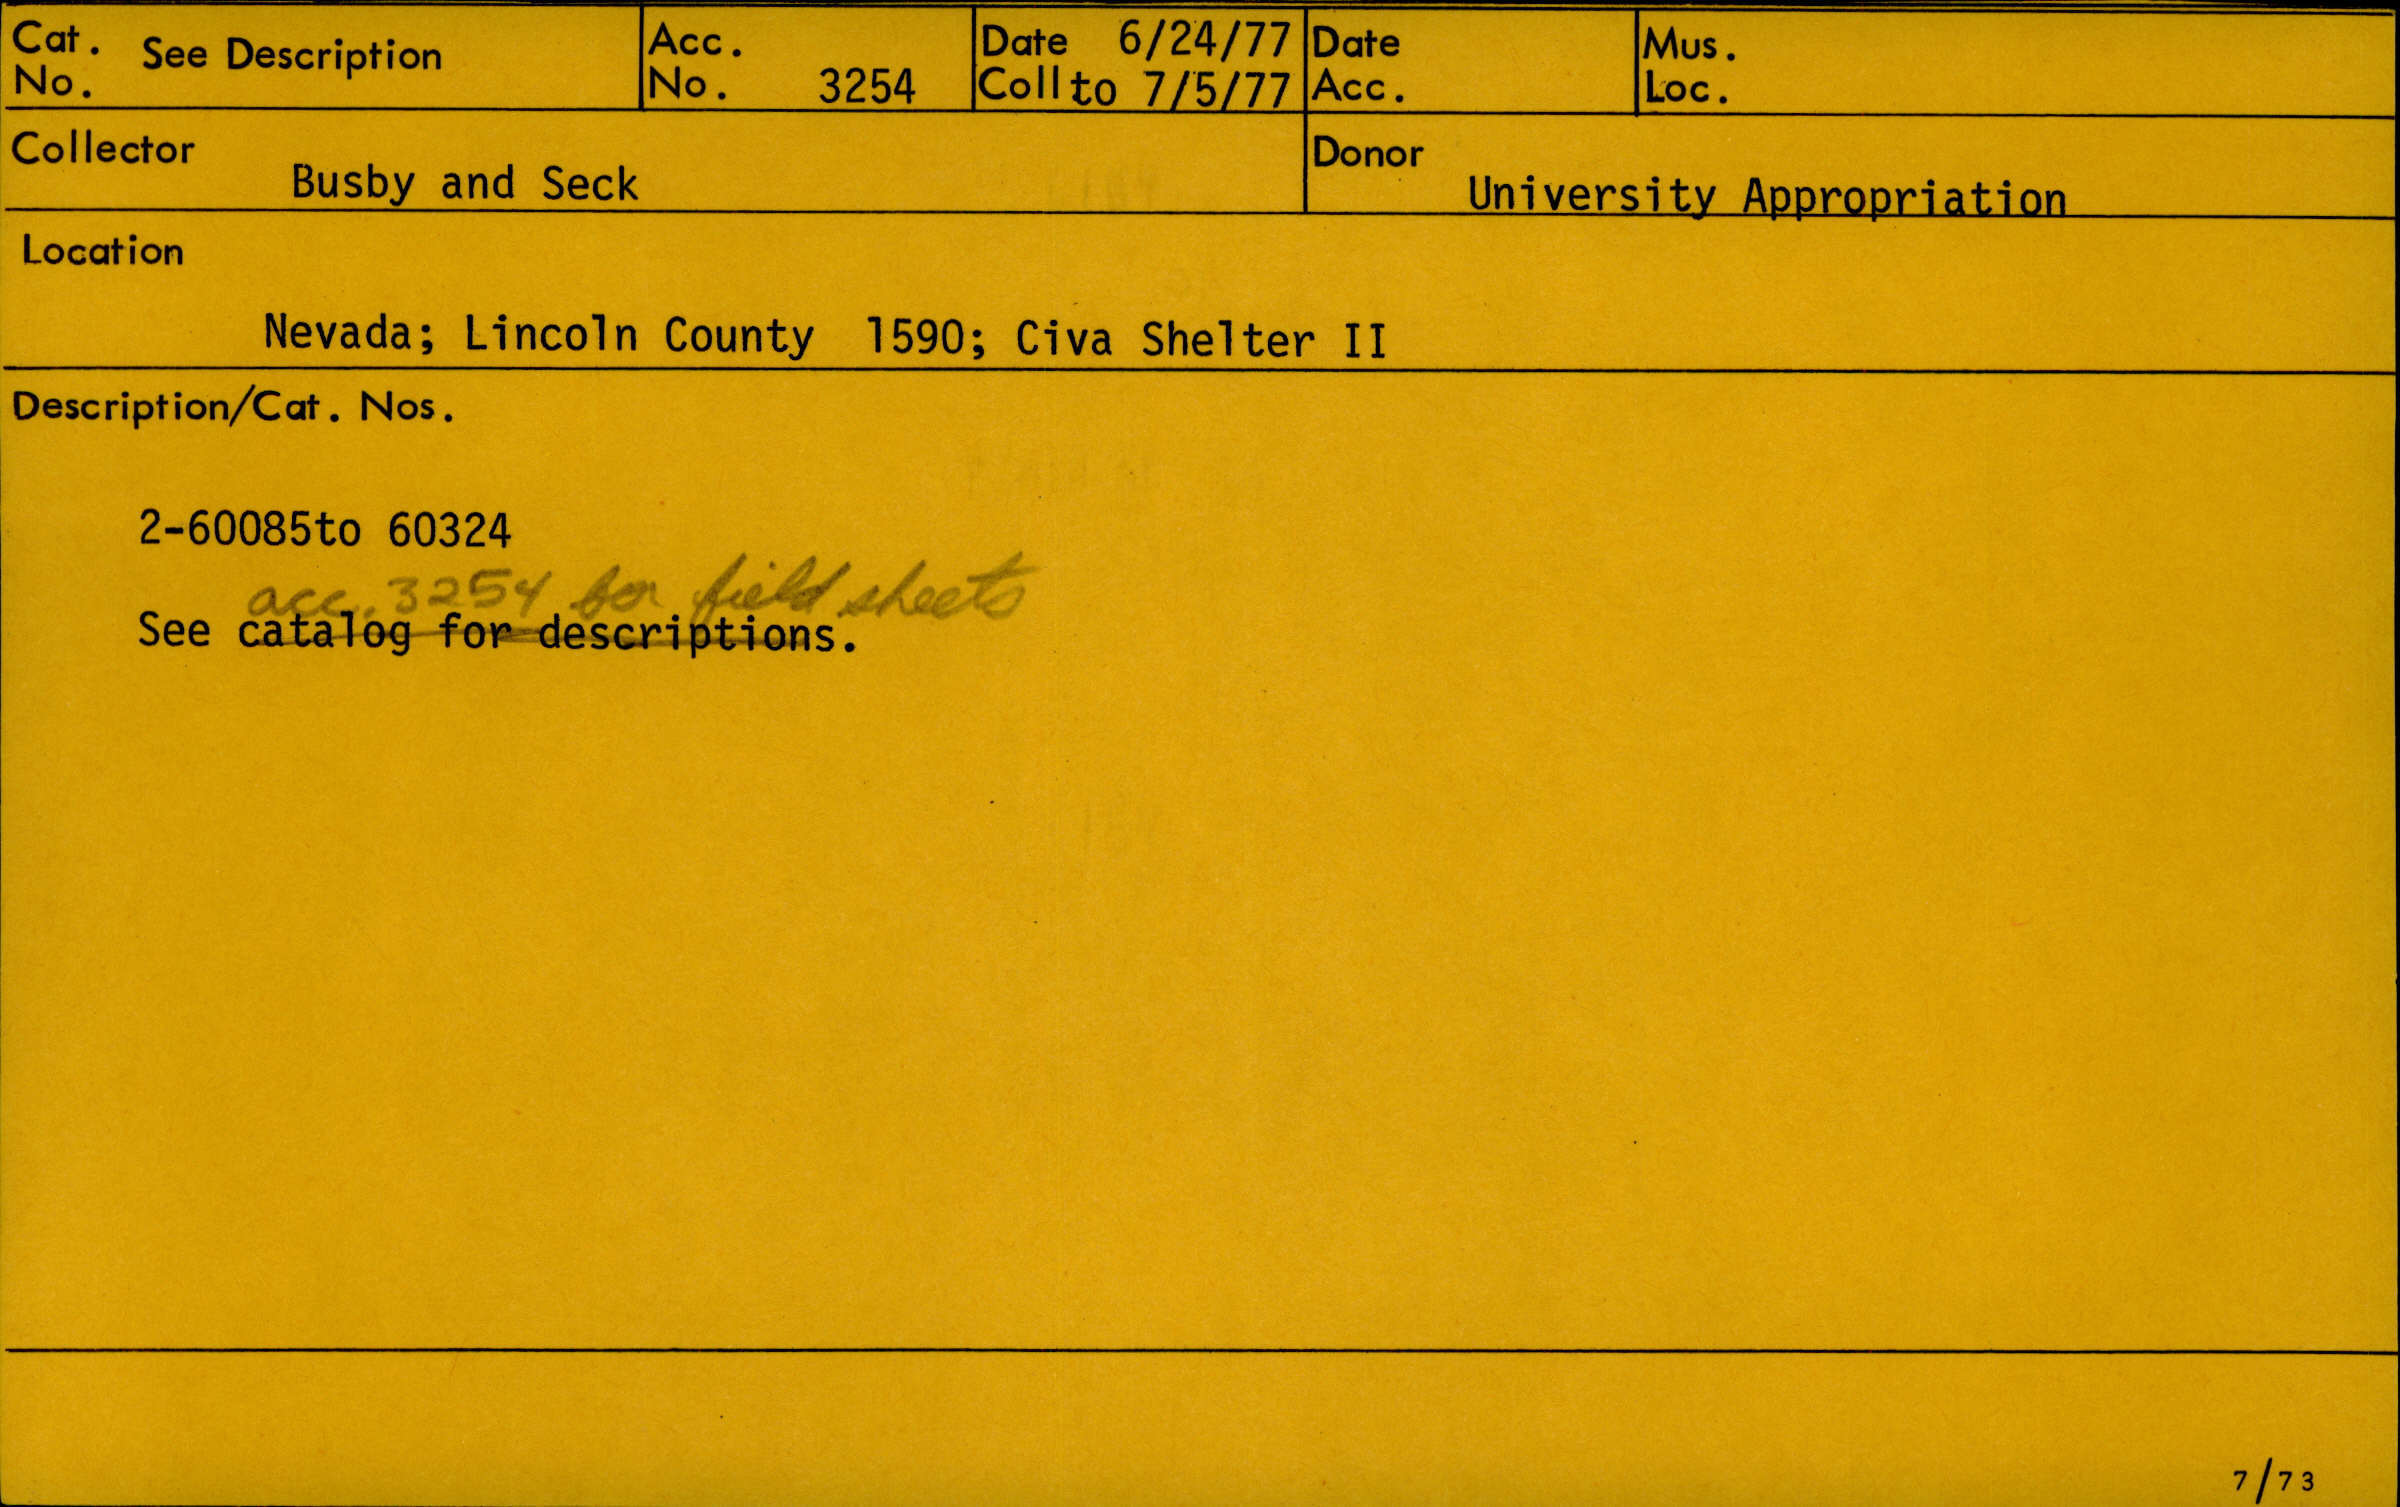 Cat. No. See Description
Acc. No. 3254
Date Coll 6/24/77 to 7/5/77
Date Acc.
Mus. Loc.
Collector
Busby and Seck
Donor
University Appropriation
Location
Nevada; Lincoln County 1590; Civa Shelter II
Description/Cat. Nos.
2-60085to 60324
acc. 3254 for field sheets
See catalog for descriptions.
7/73